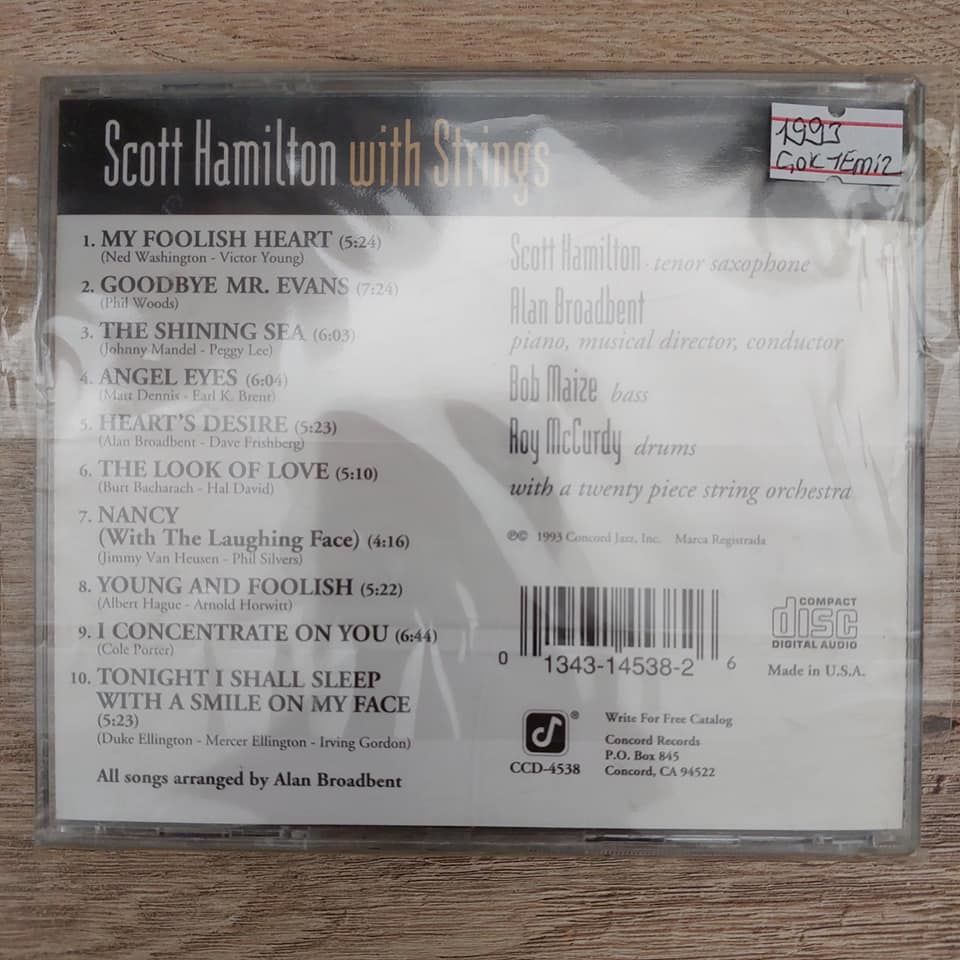 Scott Hamilton with Strings
1993
ÇOK TEMİZ
1. MY FOOLISH HEART (5:24)
(Ned Washington - Victor Young)
2. GOODBYE MR. EVANS (7:24)
(Phil Woods)
3. THE SHINING SEA (6:03)
(Johnny Mandel - Peggy Lee)
4. ANGEL EYES (6:04)
(Matt Dennis - Earl K. Brent)
5. HEART'S DESIRE (5:23)
(Alan Broadbent - Dave Frishberg)
6. THE LOOK OF LOVE (5:10)
(Burt Bacharach - Hal David)
7. NANCY
(With The Laughing Face) (4:16)
(Jimmy Van Heusen - Phil Silvers)
8. YOUNG AND FOOLISH (5:22)
(Albert Hague - Arnold Horwitt)
9. I CONCENTRATE ON YOU (6:44)
(Cole Porter)
10. TONIGHT I SHALL SLEEP
WITH A SMILE ON MY FACE
(5:23)
(Duke Ellington - Mercer Ellington - Irving Gordon)
All songs arranged by Alan Broadbent
Scott Hamilton - tenor saxophone
Alan Broadbent
piano, musical director, conductor
Bob Maize bass
Roy McCurdy drums
with a twenty piece string orchestra
℗© 1993 Concord Jazz, Inc. Marca Registrada
0 1343-14538-2 6
COMPACT
disc
DIGITAL AUDIO
Made in U.S.A.
®
CCD-4538
Write For Free Catalog
Concord Records
P.O. Box 845
Concord, CA 94522